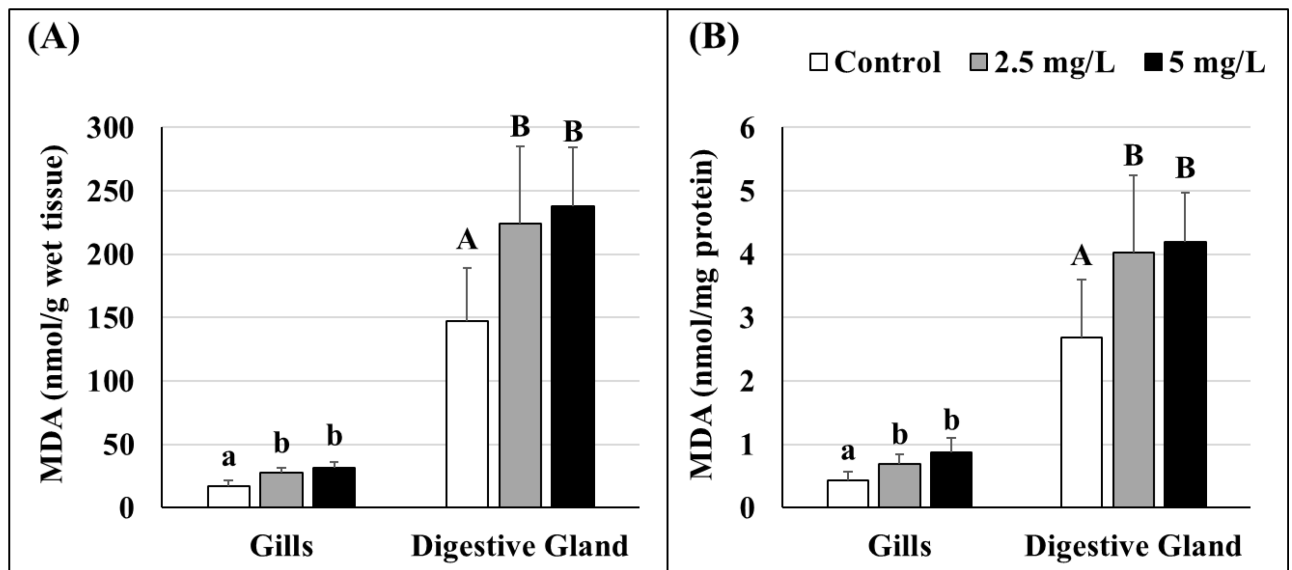 (A)
MDA (nmol/g wet tissue)
300
250
200
150
100
50
0
a
b
b
A
B
B
Gills
Digestive Gland
(B)
Control
2.5 mg/L
5 mg/L
MDA (nmol/mg protein)
6
5
4
3
2
1
0
a
b
b
A
B
B
Gills
Digestive Gland